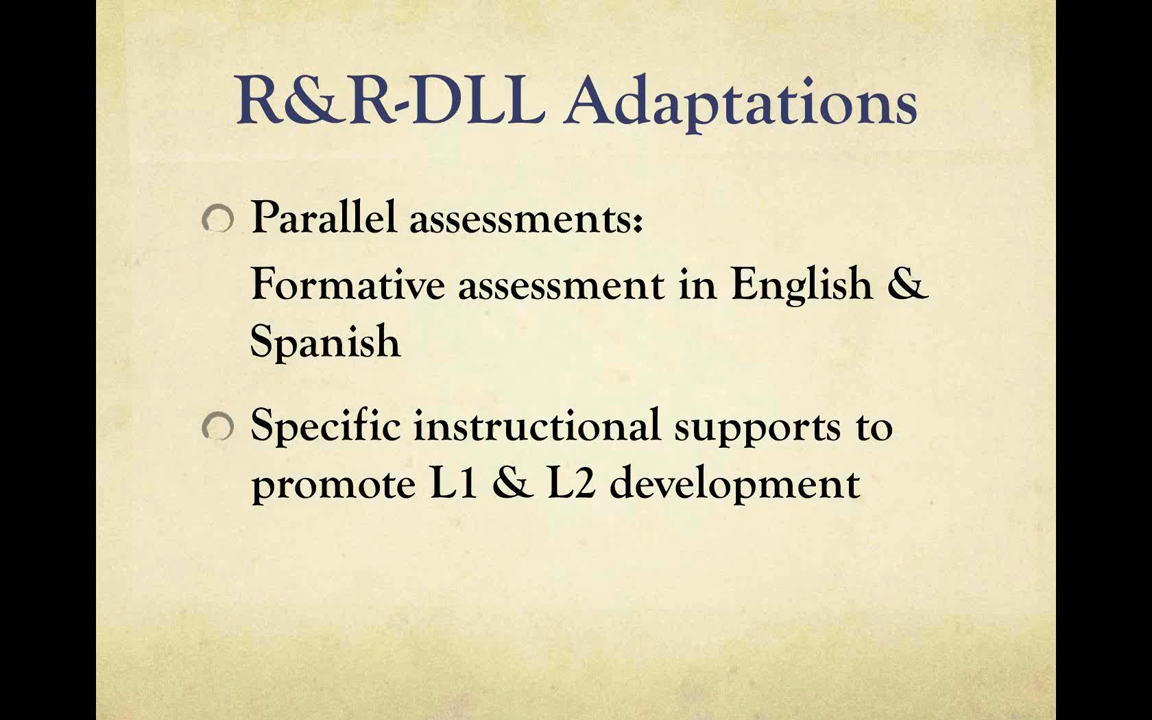 R&R-DLL Adaptations
Parallel assessments:
Formative assessment in English &
Spanish
Specific instructional supports to
promote L1 & L2 development